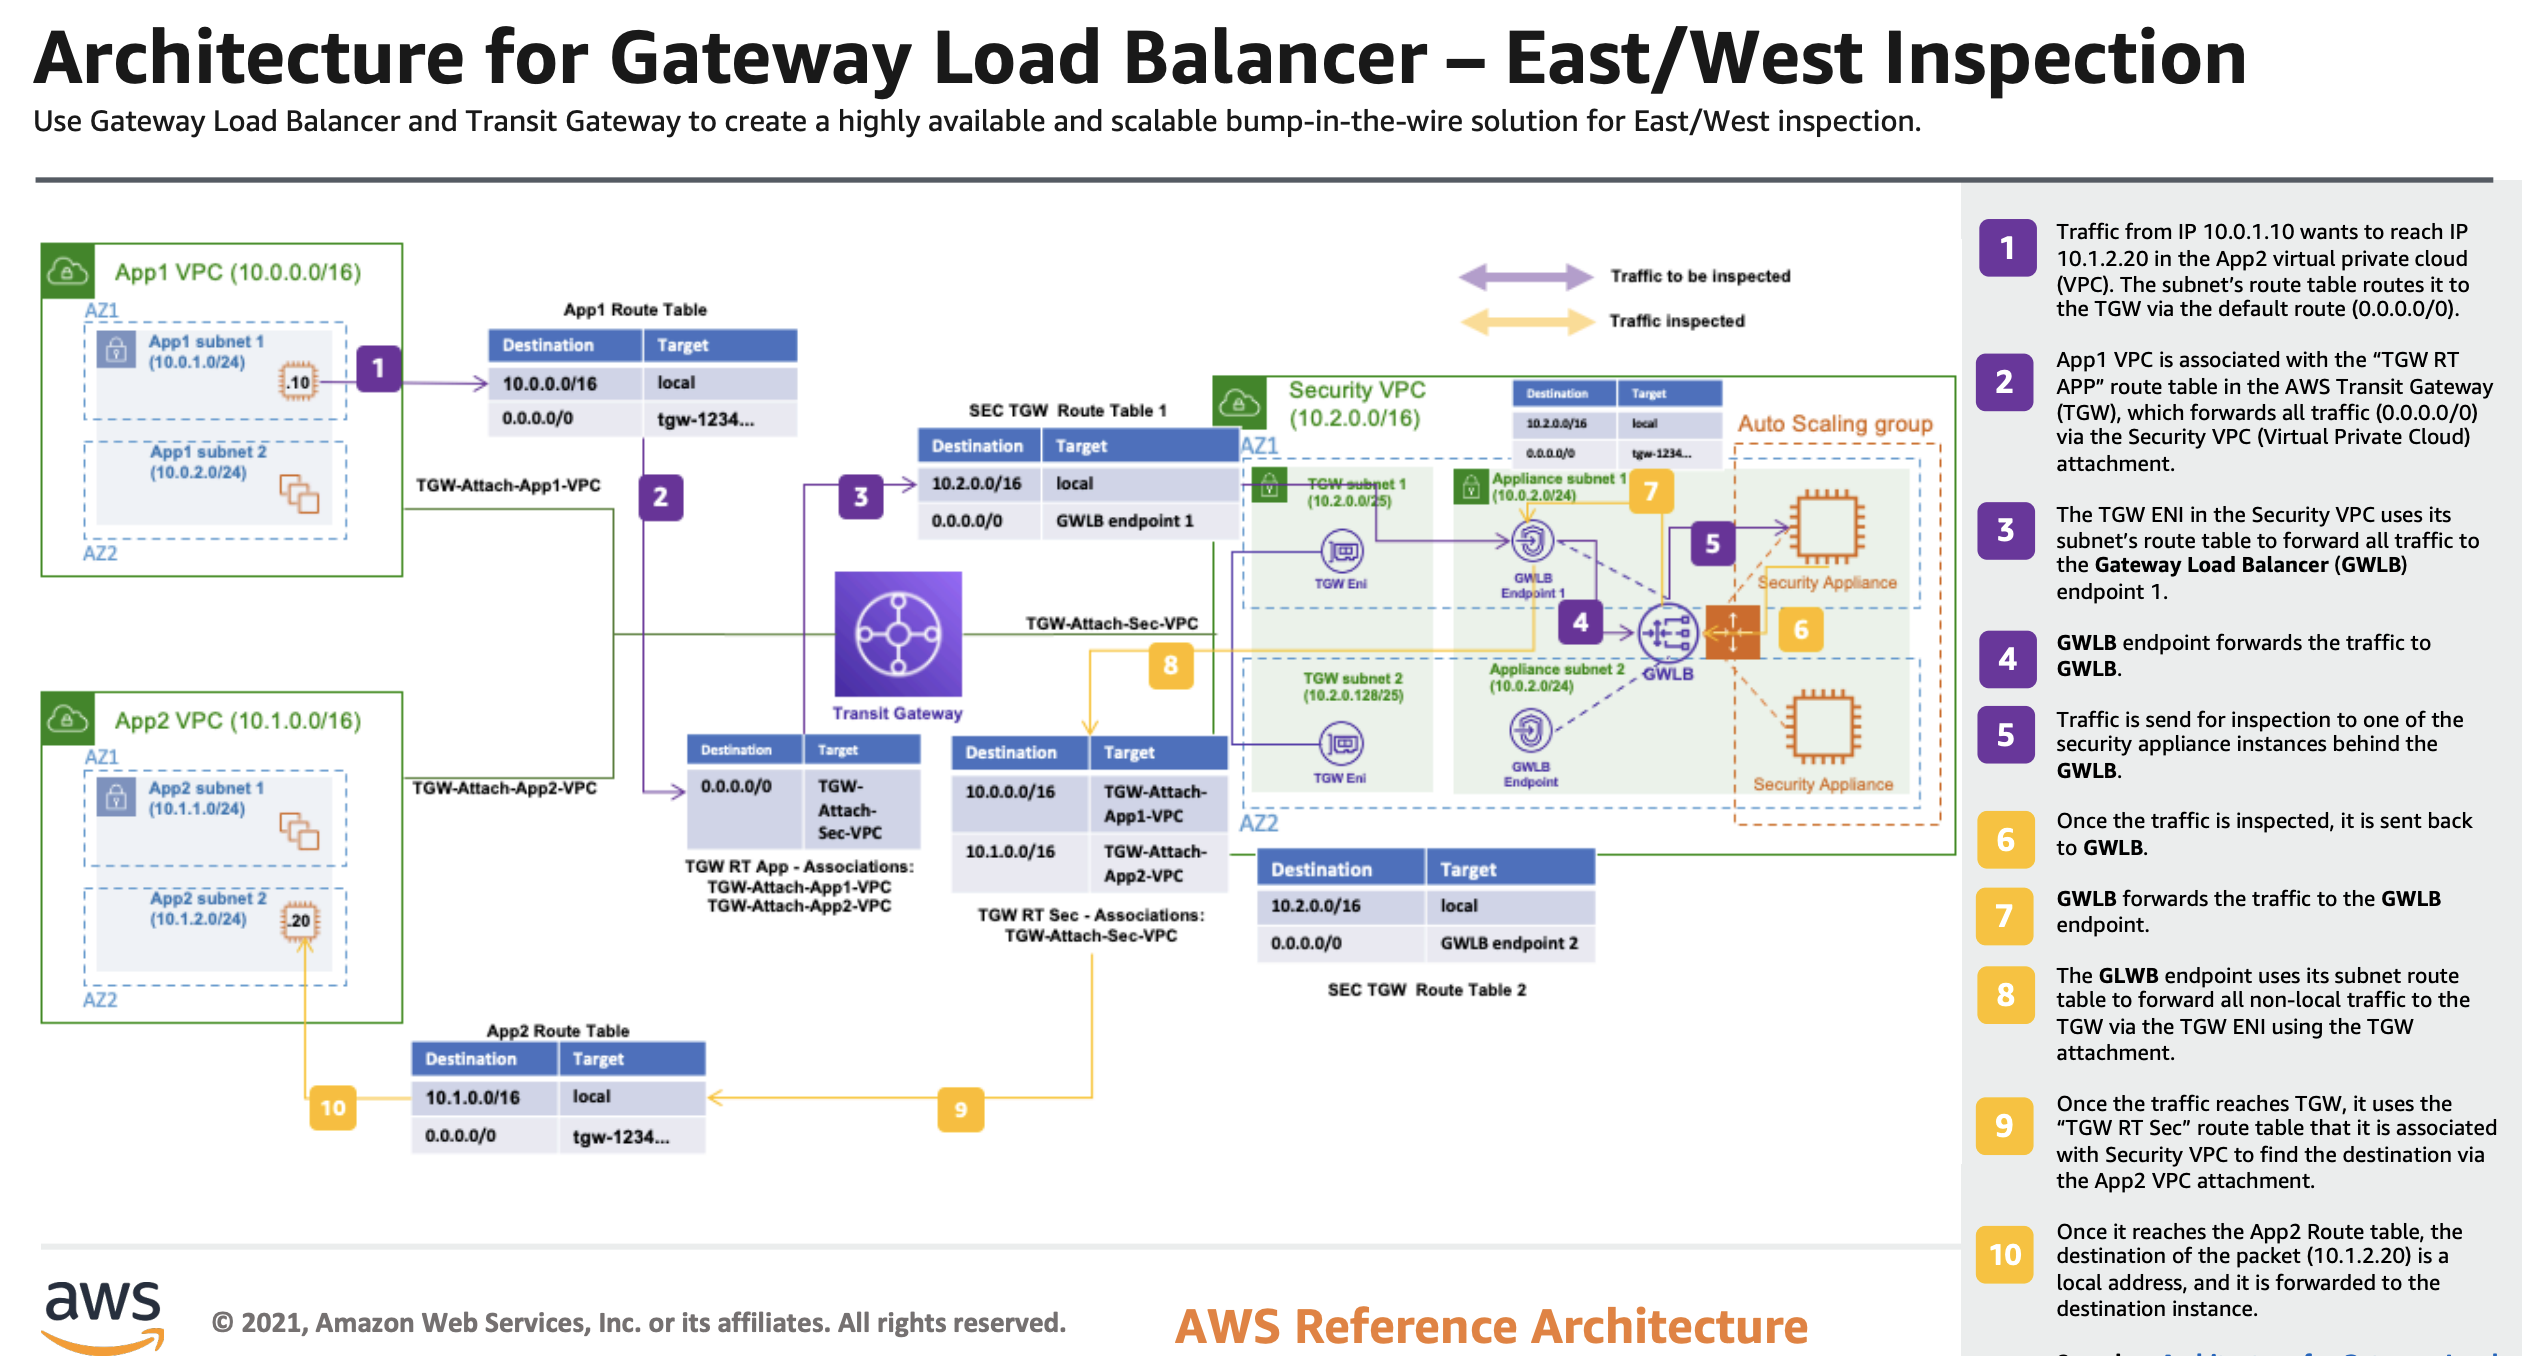 Architecture for Gateway Load Balancer – East/West Inspection
Use Gateway Load Balancer and Transit Gateway to create a highly available and scalable bump-in-the-wire solution for East/West inspection.
App1 VPC (10.0.0.0/16)
AZ1
App1 subnet 1
(10.0.1.0/24)
.10
App1 subnet 2
(10.0.2.0/24)
AZ2
1
App1 Route Table
Destination Target
10.0.0.0/16 local
0.0.0.0/0 tgw-1234...
TGW-Attach-App1-VPC
2
3
SEC TGW Route Table 1
Destination Target
10.2.0.0/16 local
0.0.0.0/0 GWLB endpoint 1
Traffic to be inspected
Traffic inspected
Security VPC
(10.2.0.0/16)
Destination Target
10.2.0.0/16 local
0.0.0.0/0 tgw-1234...
Auto Scaling group
AZ1
TGW subnet 1
(10.2.0.0/25)
TGW Eni
Appliance subnet 1
(10.0.2.0/24)
7
GWLB
Endpoint 1
5
Security Appliance
4
6
GWLB
TGW subnet 2
(10.2.0.128/25)
TGW Eni
Appliance subnet 2
(10.0.2.0/24)
GWLB
Endpoint
Security Appliance
AZ2
Transit Gateway
TGW-Attach-Sec-VPC
8
App2 VPC (10.1.0.0/16)
AZ1
App2 subnet 1
(10.1.1.0/24)
App2 subnet 2
(10.1.2.0/24)
.20
AZ2
TGW-Attach-App2-VPC
Destination Target
0.0.0.0/0 TGW-
Attach-
Sec-VPC
TGW RT App - Associations:
TGW-Attach-App1-VPC
TGW-Attach-App2-VPC
Destination Target
10.0.0.0/16 TGW-Attach-
App1-VPC
10.1.0.0/16 TGW-Attach-
App2-VPC
TGW RT Sec - Associations:
TGW-Attach-Sec-VPC
Destination Target
10.2.0.0/16 local
0.0.0.0/0 GWLB endpoint 2
SEC TGW Route Table 2
App2 Route Table
Destination Target
10.1.0.0/16 local
0.0.0.0/0 tgw-1234...
9
10
1
Traffic from IP 10.0.1.10 wants to reach IP
10.1.2.20 in the App2 virtual private cloud
(VPC). The subnet's route table routes it to
the TGW via the default route (0.0.0.0/0).
2
App1 VPC is associated with the “TGW RT
APP” route table in the AWS Transit Gateway
(TGW), which forwards all traffic (0.0.0.0/0)
via the Security VPC (Virtual Private Cloud)
attachment.
3
The TGW ENI in the Security VPC uses its
subnet's route table to forward all traffic to
the Gateway Load Balancer (GWLB)
endpoint 1.
4
GWLB endpoint forwards the traffic to
GWLB.
5
Traffic is send for inspection to one of the
security appliance instances behind the
GWLB.
6
Once the traffic is inspected, it is sent back
to GWLB.
7
GWLB forwards the traffic to the GWLB
endpoint.
8
The GLWB endpoint uses its subnet route
table to forward all non-local traffic to the
TGW via the TGW ENI using the TGW
attachment.
9
Once the traffic reaches TGW, it uses the
“TGW RT Sec” route table that it is associated
with Security VPC to find the destination via
the App2 VPC attachment.
10
Once it reaches the App2 Route table, the
destination of the packet (10.1.2.20) is a
local address, and it is forwarded to the
destination instance.
aws
© 2021, Amazon Web Services, Inc. or its affiliates. All rights reserved.
AWS Reference Architecture